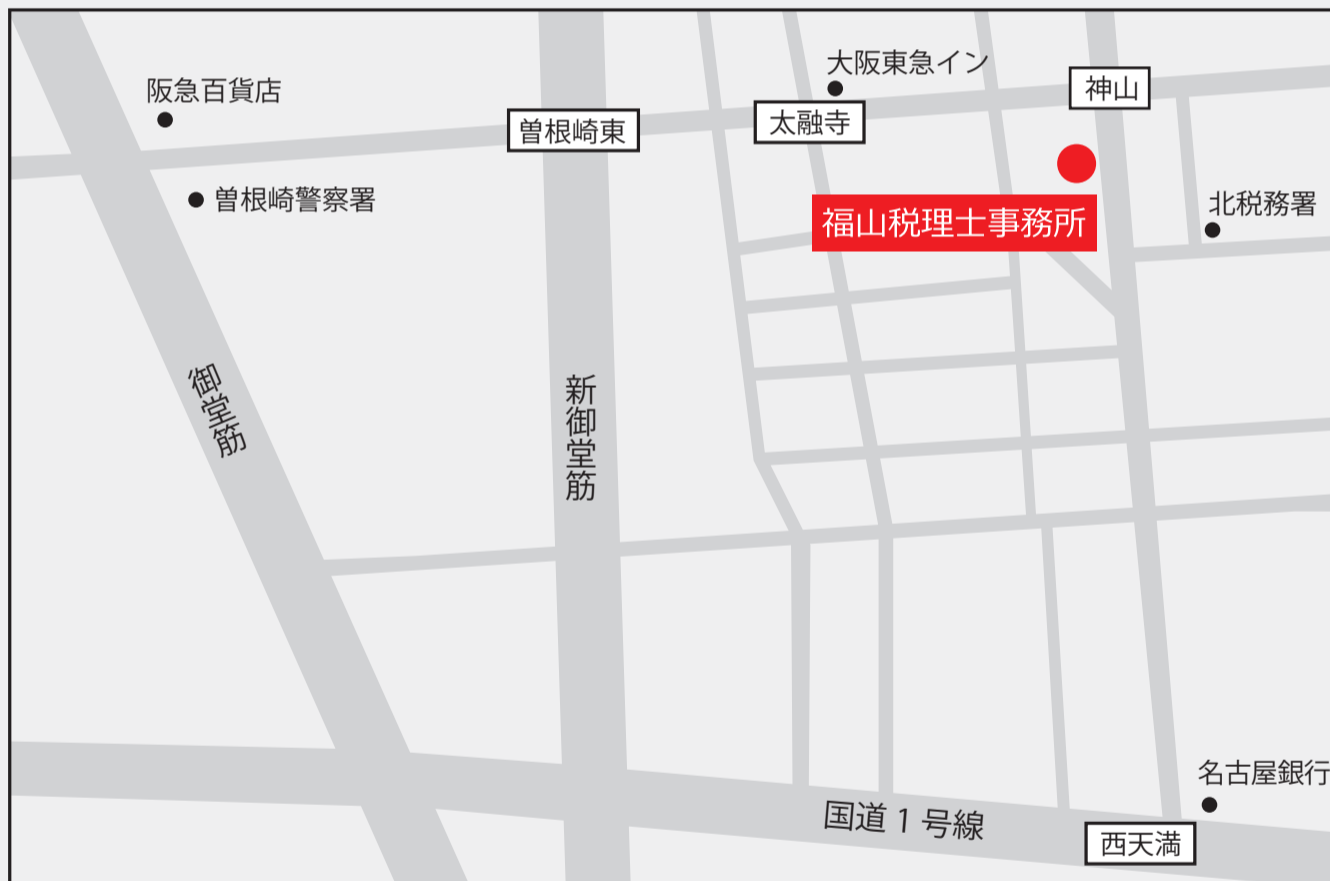 大阪東急イン
阪急百貨店
神山
曽根崎東
太融寺
曽根崎警察署
北税務署
福山税理士事務所
御堂筋
新御堂筋
名古屋銀行
国道1号線
西天満